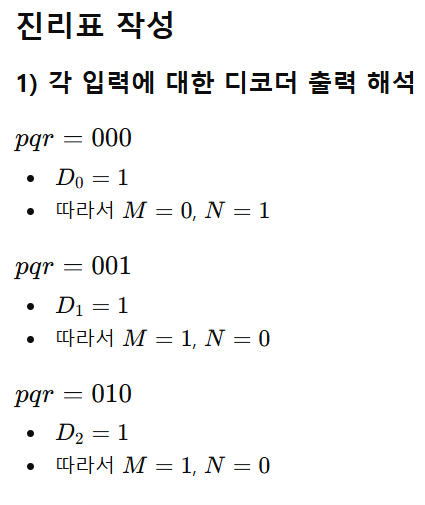 진리표 작성
1) 각 입력에 대한 디코더 출력 해석
pqr = 000
• D₀ = 1
• 따라서 M = 0, N = 1
pqr = 001
• D₁ = 1
• 따라서 M = 1, N = 0
pqr = 010
• D₂ = 1
• 따라서 M = 1, N = 0